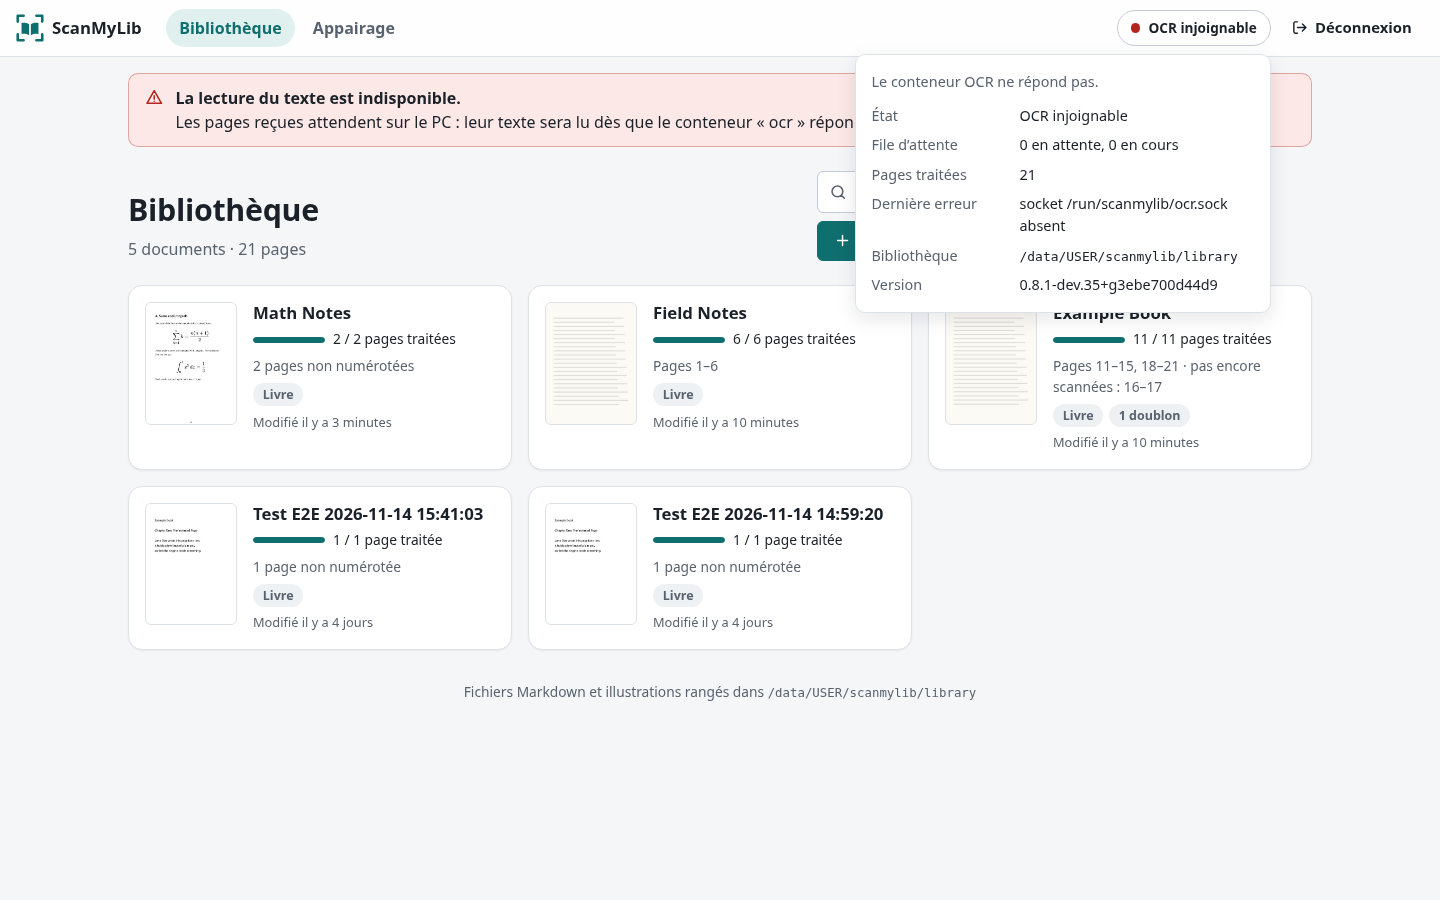 ScanMyLib
Bibliothèque
Appairage
OCR injoignable
Déconnexion
La lecture du texte est indisponible.
Les pages reçues attendent sur le PC : leur texte sera lu dès que le conteneur « ocr » répon
Le conteneur OCR ne répond pas.
État OCR injoignable
File d’attente 0 en attente, 0 en cours
Pages traitées 21
Dernière erreur socket /run/scanmylib/ocr.sock
absent
Bibliothèque /data/USER/scanmylib/library
Version 0.8.1-dev.35+g3ebe700d44d9
Bibliothèque
5 documents · 21 pages
Math Notes
2 / 2 pages traitées
2 pages non numérotées
Livre
Modifié il y a 3 minutes
Field Notes
6 / 6 pages traitées
Pages 1–6
Livre
Modifié il y a 10 minutes
Example Book
11 / 11 pages traitées
Pages 11–15, 18–21 · pas encore
scannées : 16–17
Livre 1 doublon
Modifié il y a 10 minutes
Test E2E 2026-11-14 15:41:03
1 / 1 page traitée
1 page non numérotée
Livre
Modifié il y a 4 jours
Test E2E 2026-11-14 14:59:20
1 / 1 page traitée
1 page non numérotée
Livre
Modifié il y a 4 jours
Fichiers Markdown et illustrations rangés dans /data/USER/scanmylib/library